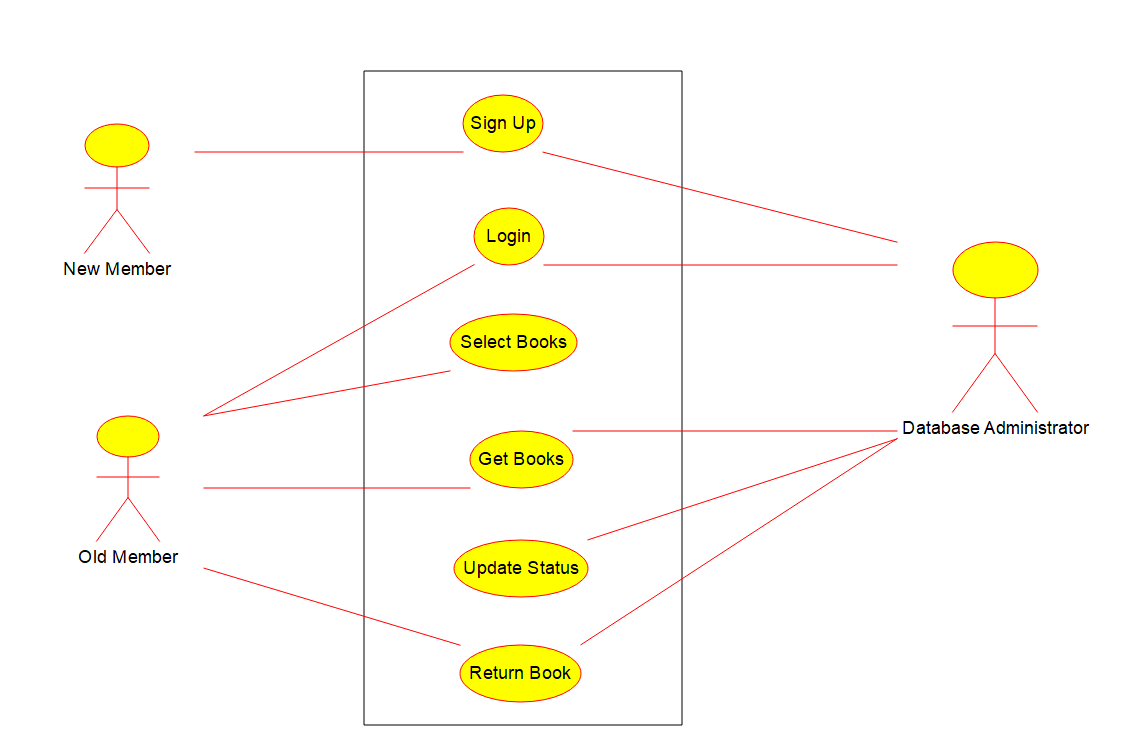 Sign Up
New Member
Login
Select Books
Database Administrator
Get Books
Old Member
Update Status
Return Book